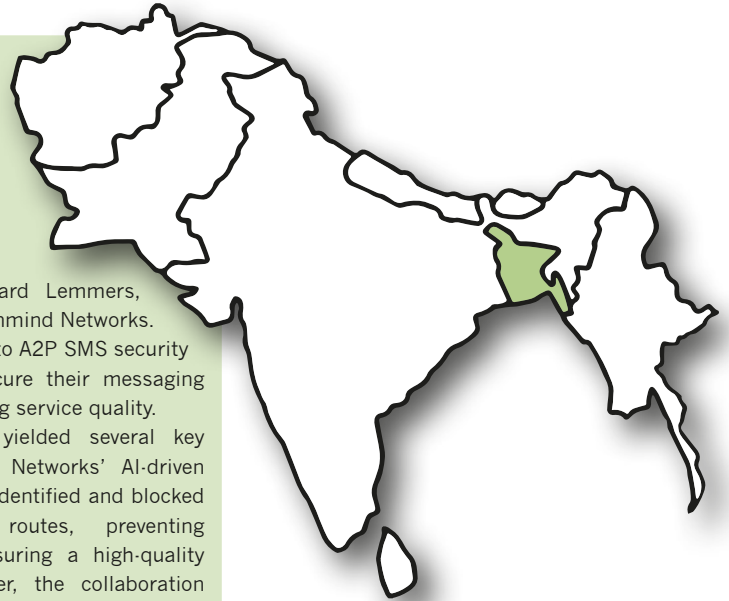 ard Lemmers,
nmind Networks.
to A2P SMS security
cure their messaging
g service quality.
yielded several key
Networks' AI-driven
dentified and blocked
routes, preventing
suring a high-quality
er, the collaboration